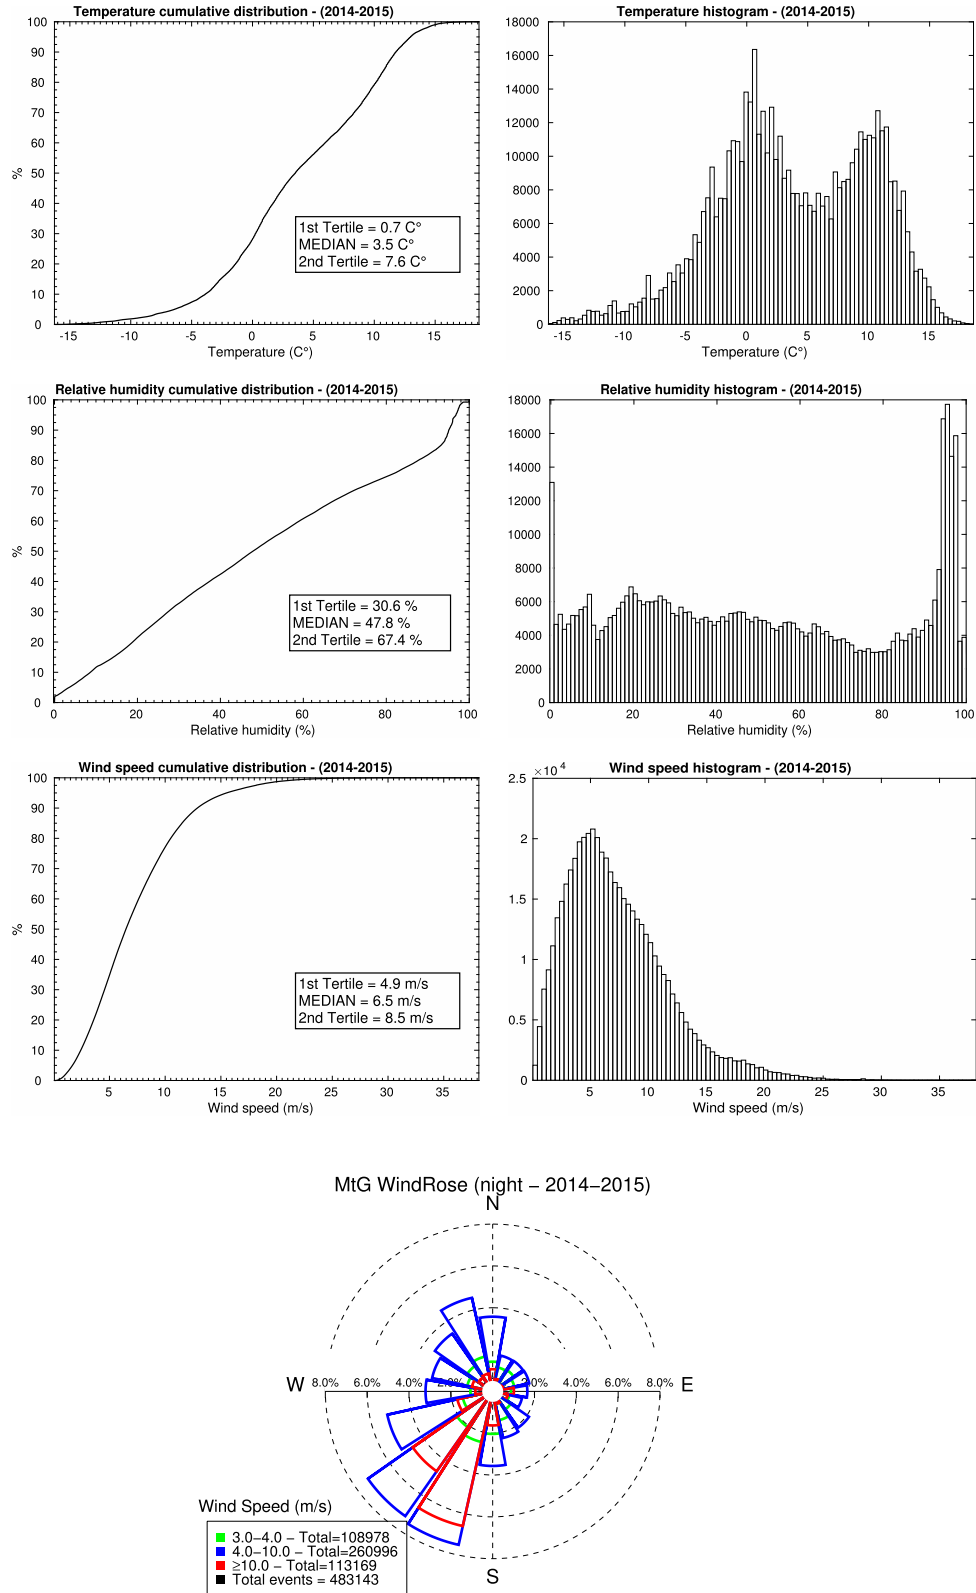 Temperature cumulative distribution - (2014-2015)
100
90
80
70
60
50
40
30
20
10
0
%
1st Tertile = 0.7 C°
MEDIAN = 3.5 C°
2nd Tertile = 7.6 C°
-15 -10 -5 0 5 10 15
Temperature (C°)
Temperature histogram - (2014-2015)
18000
16000
14000
12000
10000
8000
6000
4000
2000
0
-15 -10 -5 0 5 10 15
Temperature (C°)
Relative humidity cumulative distribution - (2014-2015)
100
90
80
70
60
50
40
30
20
10
0
%
1st Tertile = 30.6 %
MEDIAN = 47.8 %
2nd Tertile = 67.4 %
0 20 40 60 80 100
Relative humidity (%)
Relative humidity histogram - (2014-2015)
18000
16000
14000
12000
10000
8000
6000
4000
2000
0
0 20 40 60 80 100
Relative humidity (%)
Wind speed cumulative distribution - (2014-2015)
100
90
80
70
60
50
40
30
20
10
0
%
1st Tertile = 4.9 m/s
MEDIAN = 6.5 m/s
2nd Tertile = 8.5 m/s
5 10 15 20 25 30 35
Wind speed (m/s)
Wind speed histogram - (2014-2015)
×10 4
2.5
2
1.5
1
0.5
0
5 10 15 20 25 30 35
Wind speed (m/s)
MtG WindRose (night − 2014−2015)
N
W 8.0% 6.0% 4.0% 2.0% 2.0% 4.0% 6.0% 8.0% E
S
Wind Speed (m/s)
3.0−4.0 − Total=108978
4.0−10.0 − Total=260996
≥10.0 − Total=113169
Total events = 483143